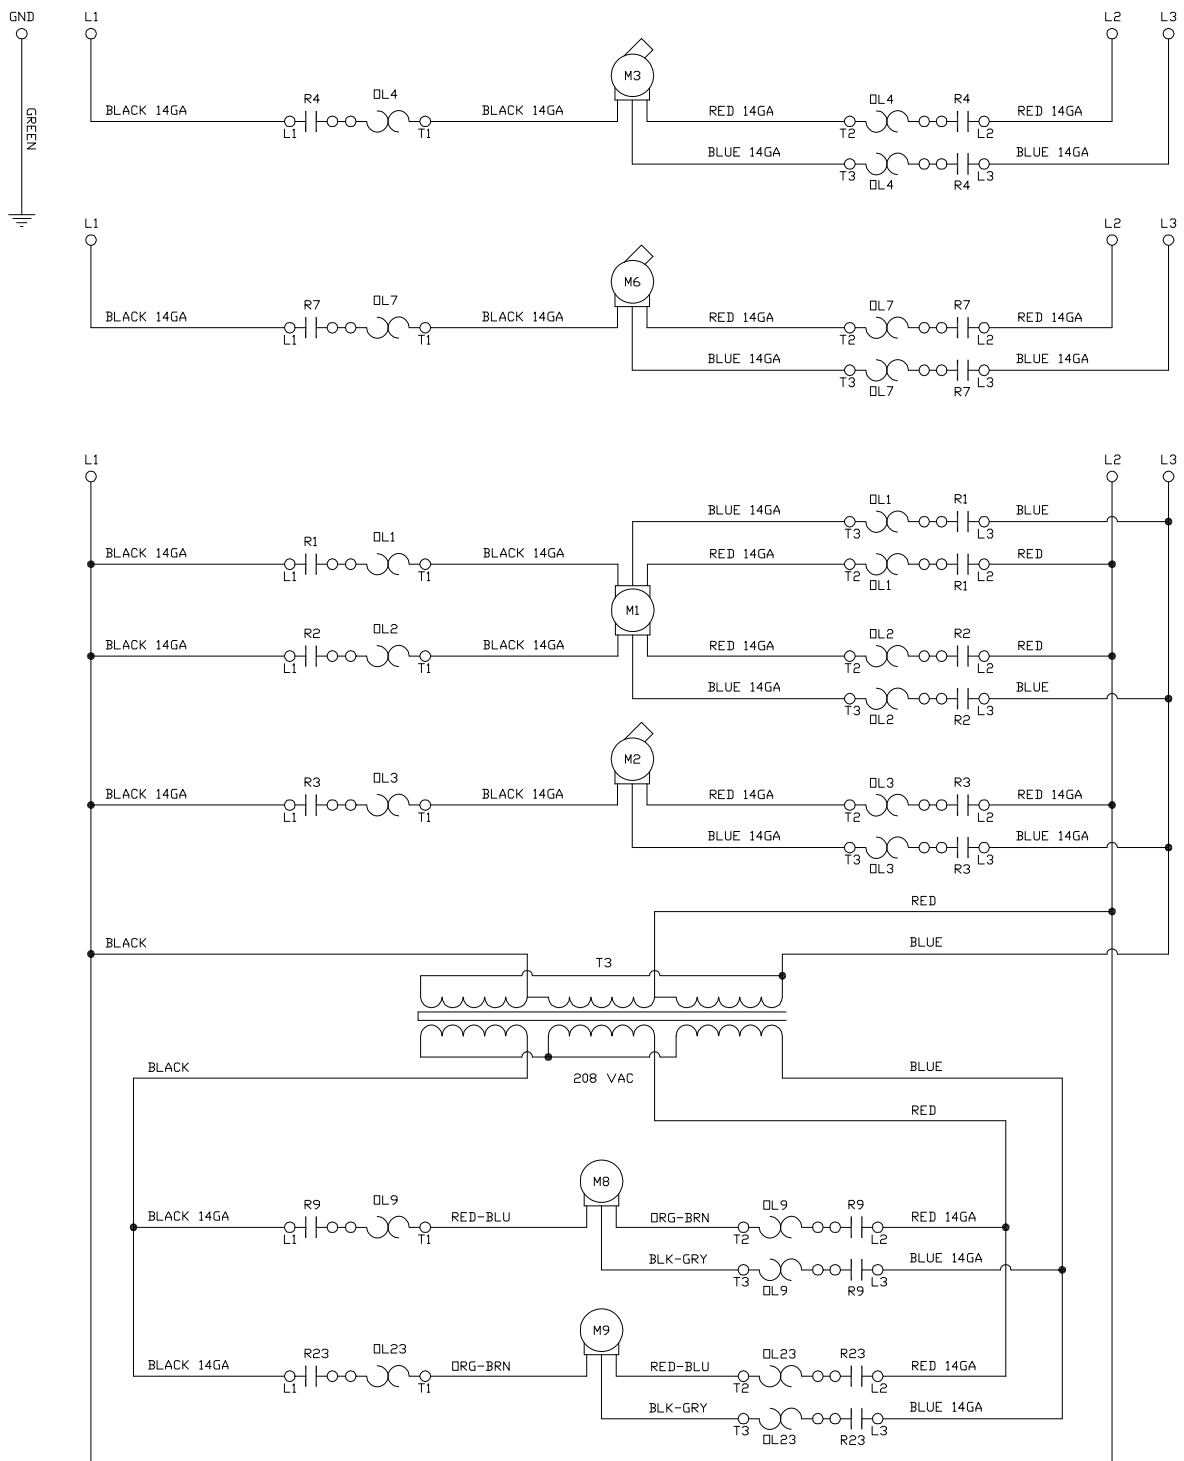 GND L1 L2 L3
M3
R4 OL4 OL4 R4
BLACK 14GA BLACK 14GA RED 14GA RED 14GA
GREEN
L1 T1 T2 L2
BLUE 14GA BLUE 14GA
T3 OL4 R4 L3
L1 L2 L3
M6
R7 OL7 OL7 R7
BLACK 14GA BLACK 14GA RED 14GA RED 14GA
L1 T1 T2 L2
BLUE 14GA BLUE 14GA
T3 OL7 R7 L3
L1 L2 L3
OL1 R1
BLUE 14GA BLUE
T3 L3
R1 OL1
BLACK 14GA BLACK 14GA RED 14GA RED
L1 T1 T2 OL1 R1 L2
M1
R2 OL2 OL2 R2
BLACK 14GA BLACK 14GA RED 14GA RED
L1 T1 T2 L2
BLUE 14GA BLUE
T3 OL2 R2 L3
M2
R3 OL3 OL3 R3
BLACK 14GA BLACK 14GA RED 14GA RED 14GA
L1 T1 T2 L2
BLUE 14GA BLUE 14GA
T3 OL3 R3 L3
RED
BLACK BLUE
T3
BLACK BLUE
208 VAC
RED
M8
R9 OL9 OL9 R9
BLACK 14GA RED-BLU ORG-BRN RED 14GA
L1 T1 T2 L2
BLK-GRY BLUE 14GA
T3 OL9 R9 L3
M9
R23 OL23 OL23 R23
BLACK 14GA ORG-BRN RED-BLU RED 14GA
L1 T1 T2 L2
BLK-GRY BLUE 14GA
T3 OL23 R23 L3